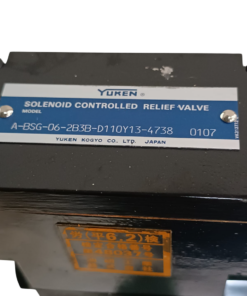 YUKEN ®
SOLENOID CONTROLLED RELIEF VALVE
MODEL
A-BSG-06-2B3B-D110Y13-4738 0107
YUKEN KOGYO CO., LTD. JAPAN